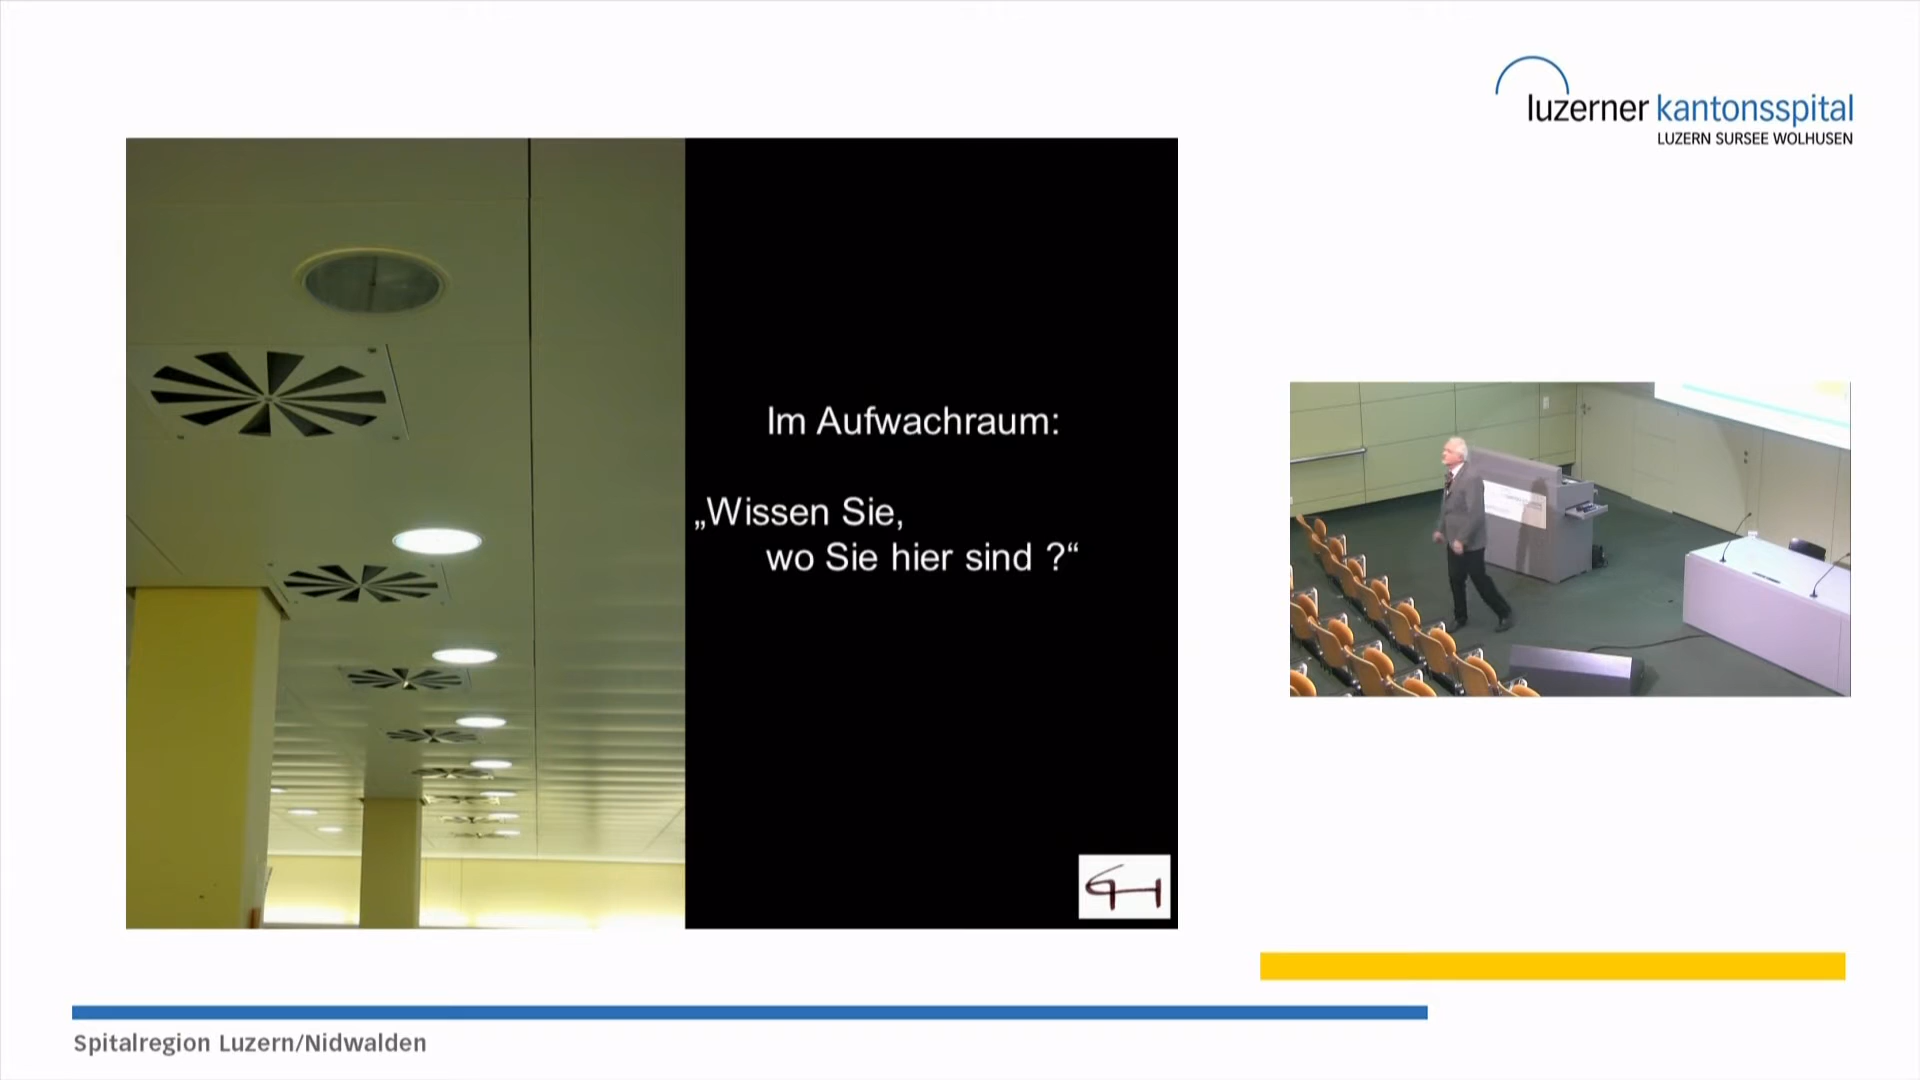 luzerner kantonsspital
LUZERN SURSEE WOLHUSEN
Im Aufwachraum:
„Wissen Sie,
wo Sie hier sind ?“
Spitalregion Luzern/Nidwalden